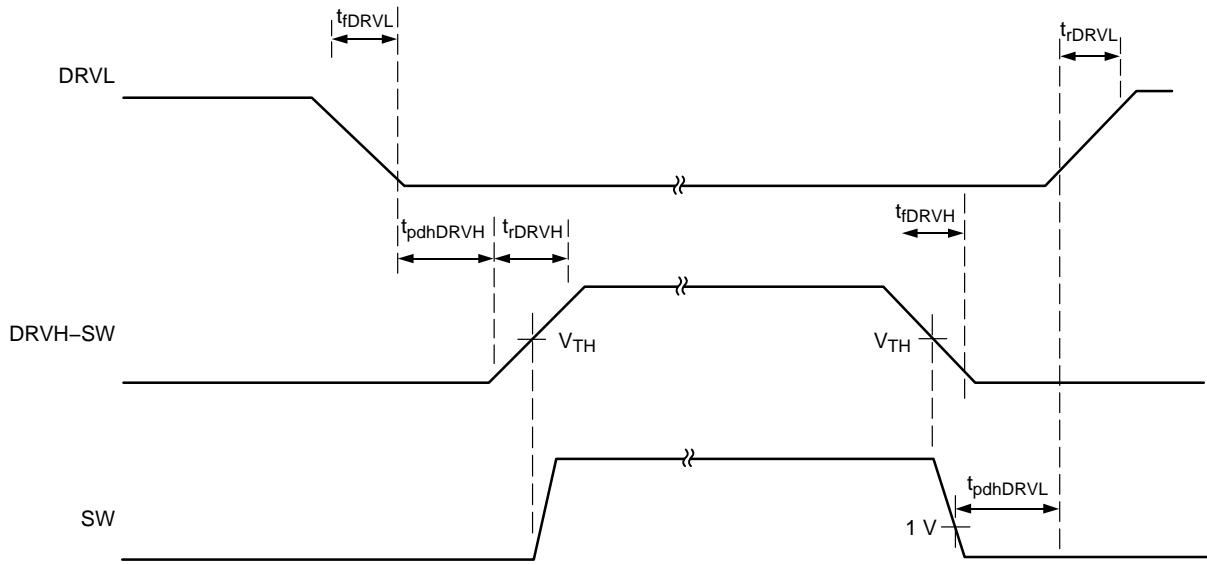 tfDRVL
trDRVL
DRVL
tfDRVH
tpdhDRVH
trDRVH
DRVH–SW
VTH
VTH
tpdhDRVL
SW
1 V